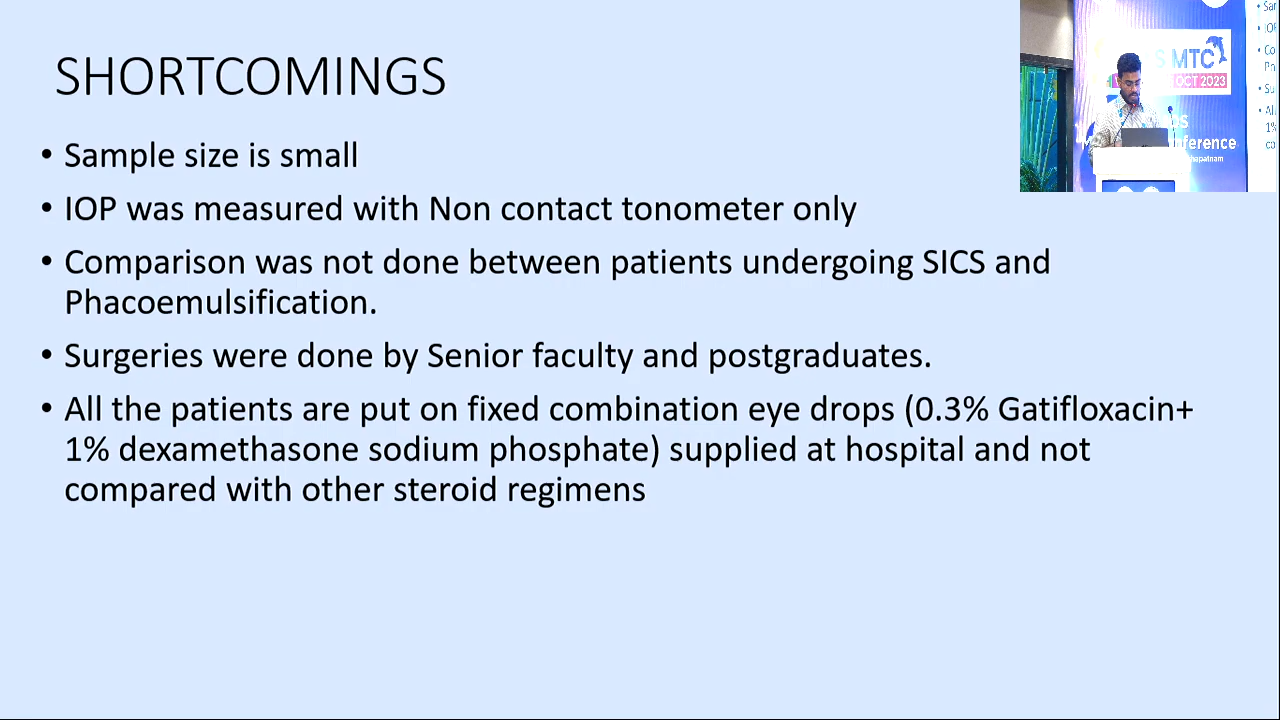 SHORTCOMINGS
• Sample size is small
• IOP was measured with Non contact tonometer only
• Comparison was not done between patients undergoing SICS and
Phacoemulsification.
• Surgeries were done by Senior faculty and postgraduates.
• All the patients are put on fixed combination eye drops (0.3% Gatifloxacin+
1% dexamethasone sodium phosphate) supplied at hospital and not
compared with other steroid regimens
MTC
OCT 2023